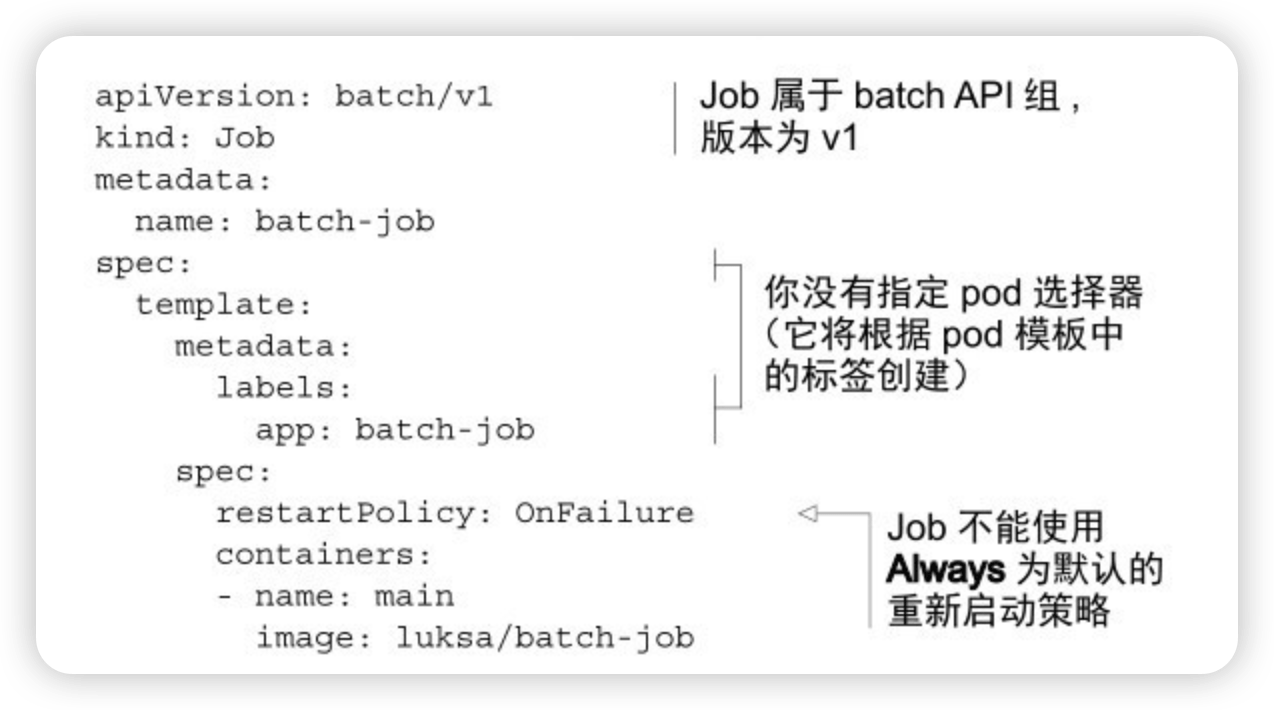 apiVersion: batch/v1
kind: Job
metadata:
  name: batch-job
spec:
  template:
    metadata:
      labels:
        app: batch-job
    spec:
      restartPolicy: OnFailure
      containers:
      - name: main
        image: luksa/batch-job
Job 属于 batch API 组，
版本为 v1
你没有指定 pod 选择器
（它将根据 pod 模板中
的标签创建）
Job 不能使用
Always 为默认的
重新启动策略